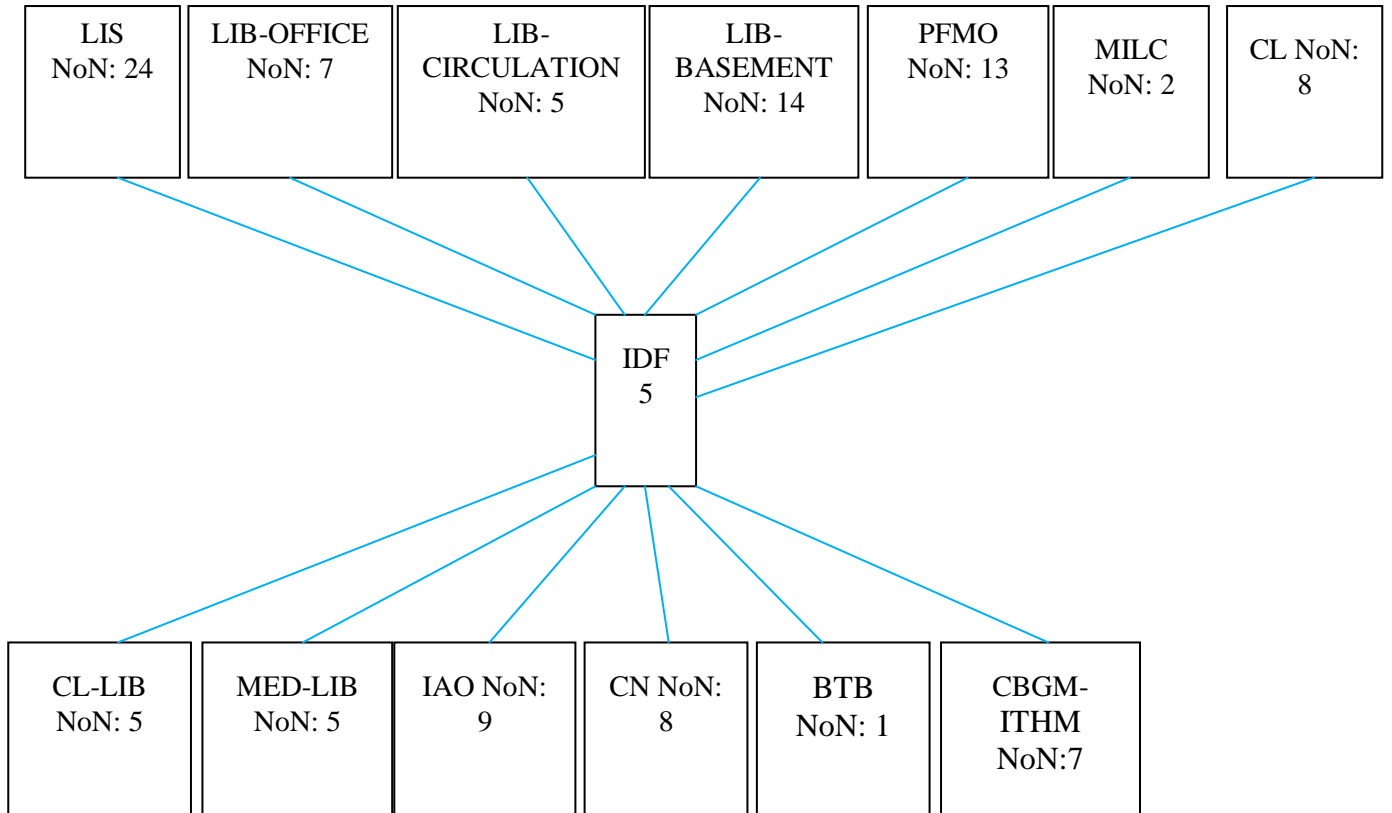 LIS
NoN: 24
LIB-OFFICE
NoN: 7
LIB-
CIRCULATION
NoN: 5
LIB-
BASEMENT
NoN: 14
PFMO
NoN: 13
MILC
NoN: 2
CL NoN:
8
IDF
5
CL-LIB
NoN: 5
MED-LIB
NoN: 5
IAO NoN:
9
CN NoN:
8
BTB
NoN: 1
CBGM-
ITHM
NoN:7